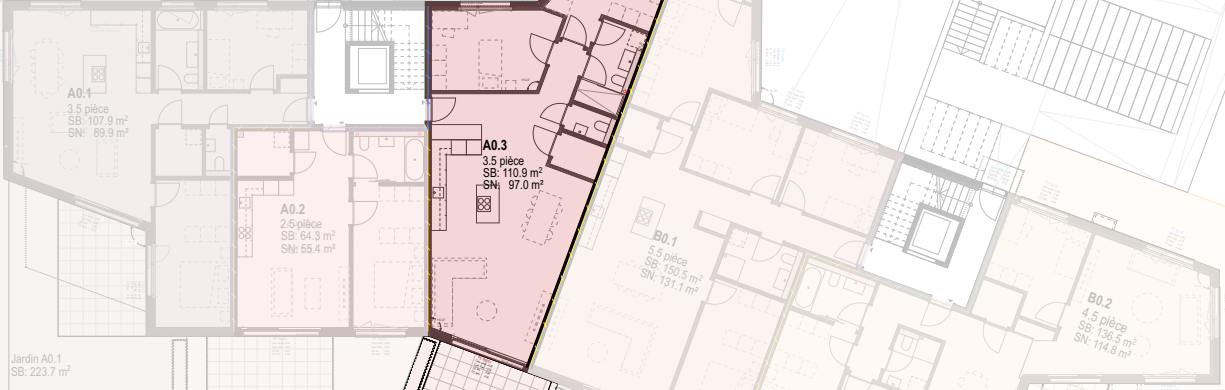 A0.1
3.5 pièce
SB: 107.9 m²
SN: 89.9 m²
A0.2
2.5 pièce
SB: 64.3 m²
SN: 55.4 m²
A0.3
3.5 pièce
SB: 110.9 m²
SN: 97.0 m²
B0.1
5.5 pièce
SB: 150.5 m²
SN: 131.1 m²
B0.2
4.5 pièce
SB: 136.5 m²
SN: 114.8 m²
Jardin A0.1
SB: 223.7 m²